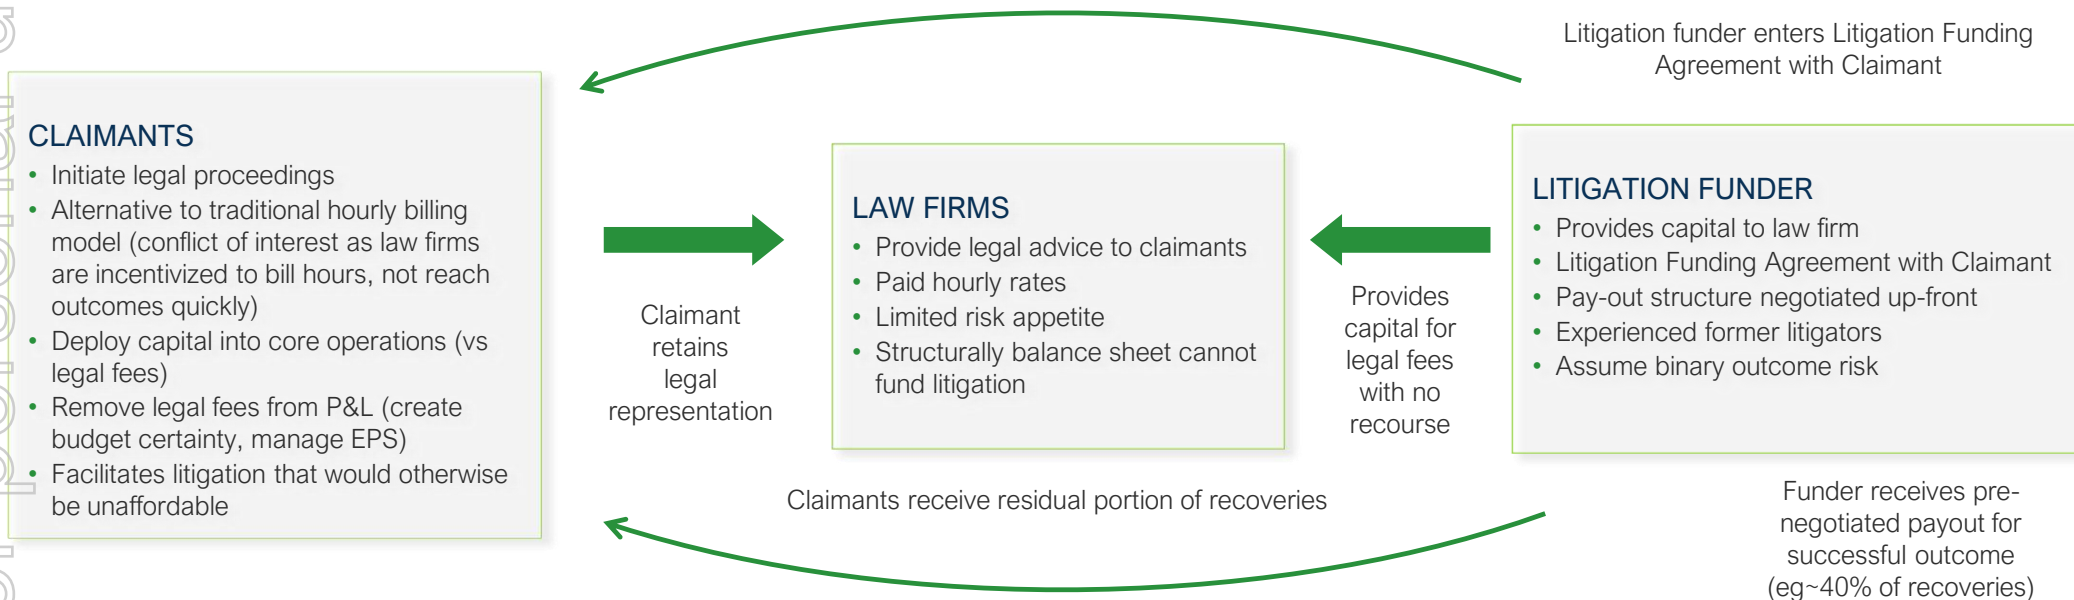 Litigation funder enters Litigation Funding
Agreement with Claimant
CLAIMANTS
• Initiate legal proceedings
• Alternative to traditional hourly billing
model (conflict of interest as law firms
are incentivized to bill hours, not reach
outcomes quickly)
• Deploy capital into core operations (vs
legal fees)
• Remove legal fees from P&L (create
budget certainty, manage EPS)
• Facilitates litigation that would otherwise
be unaffordable
Claimant
retains
legal
representation
LAW FIRMS
• Provide legal advice to claimants
• Paid hourly rates
• Limited risk appetite
• Structurally balance sheet cannot
fund litigation
Provides
capital for
legal fees
with no
recourse
LITIGATION FUNDER
• Provides capital to law firm
• Litigation Funding Agreement with Claimant
• Pay-out structure negotiated up-front
• Experienced former litigators
• Assume binary outcome risk
Claimants receive residual portion of recoveries
Funder receives pre-
negotiated payout for
successful outcome
(eg~40% of recoveries)